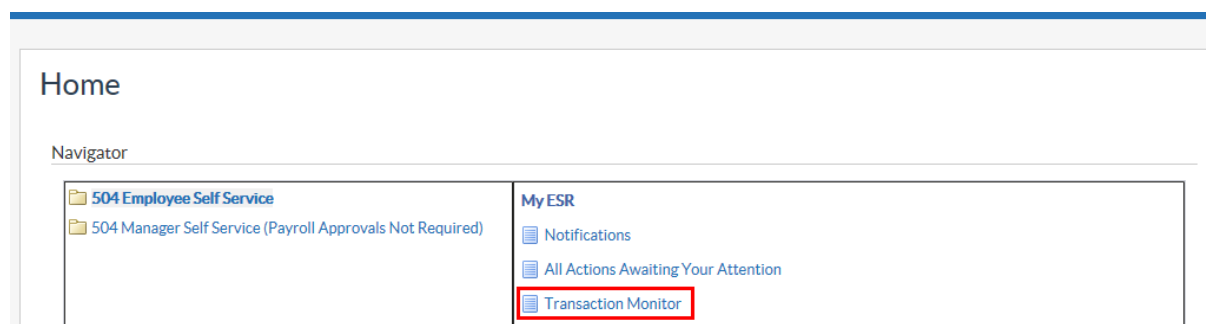 Home
Navigator
504 Employee Self Service
504 Manager Self Service (Payroll Approvals Not Required)
My ESR
Notifications
All Actions Awaiting Your Attention
Transaction Monitor